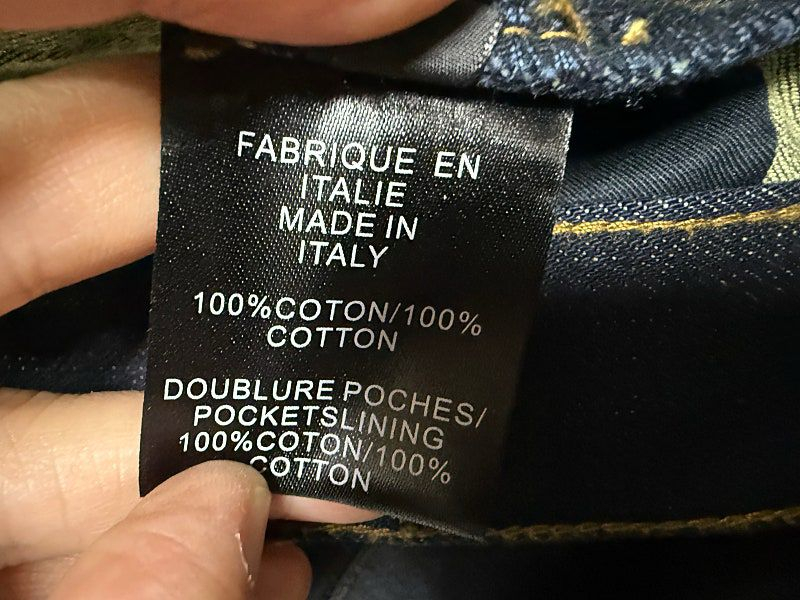 FABRIQUE EN
ITALIE
MADE IN
ITALY
100%COTON/100%
COTTON
DOUBLURE POCHES/
POCKETSLINING
100%COTON/100%
COTTON